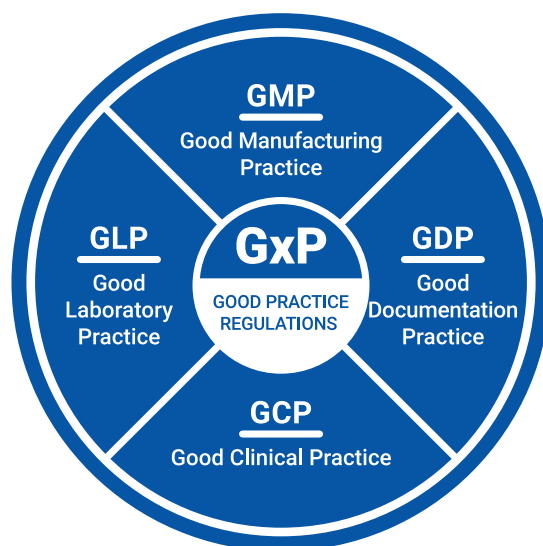 GMP
Good Manufacturing
Practice
GLP
Good
Laboratory
Practice
GxP
GOOD PRACTICE
REGULATIONS
GDP
Good
Documentation
Practice
GCP
Good Clinical Practice